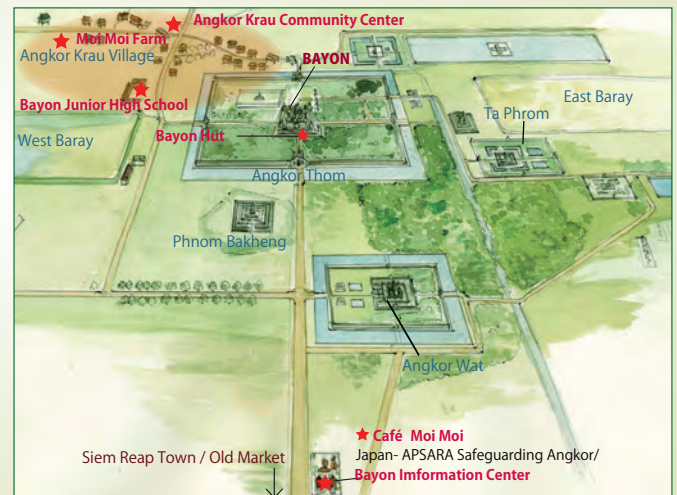 Angkor Krau Community Center
Moi Moi Farm
Angkor Krau Village
BAYON
Bayon Junior High School
East Baray
Ta Phrom
West Baray
Bayon Hut
Angkor Thom
Phnom Bakheng
Angkor Wat
Café Moi Moi
Siem Reap Town / Old Market
Japan- APSARA Safeguarding Angkor/
Bayon Imformation Center